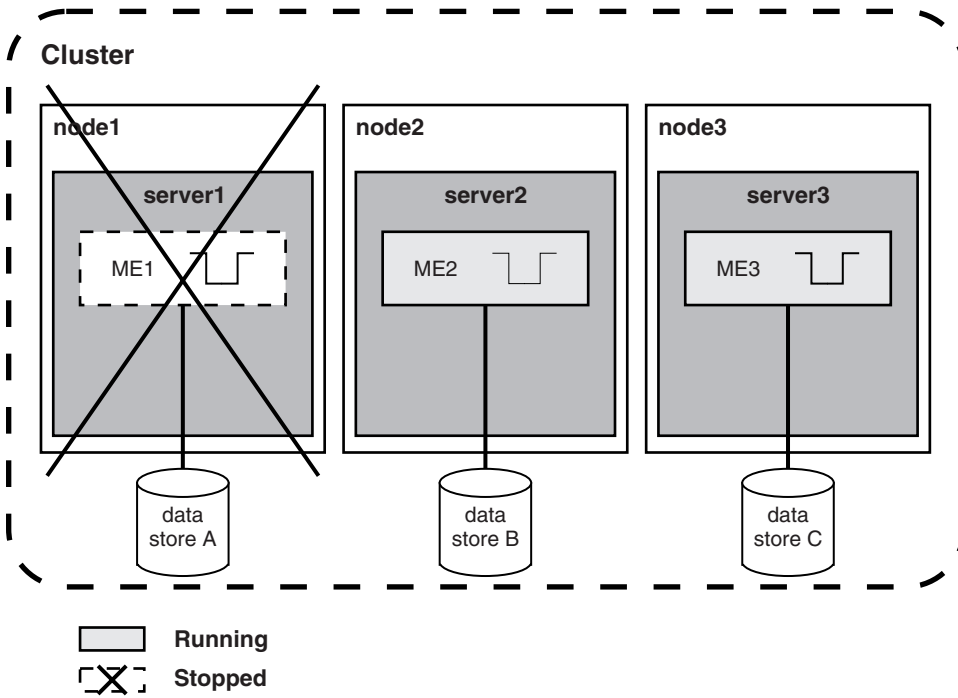 Cluster
node1
node2
node3
server1
server2
server3
ME1
ME2
ME3
data
store A
data
store B
data
store C
Running
Stopped